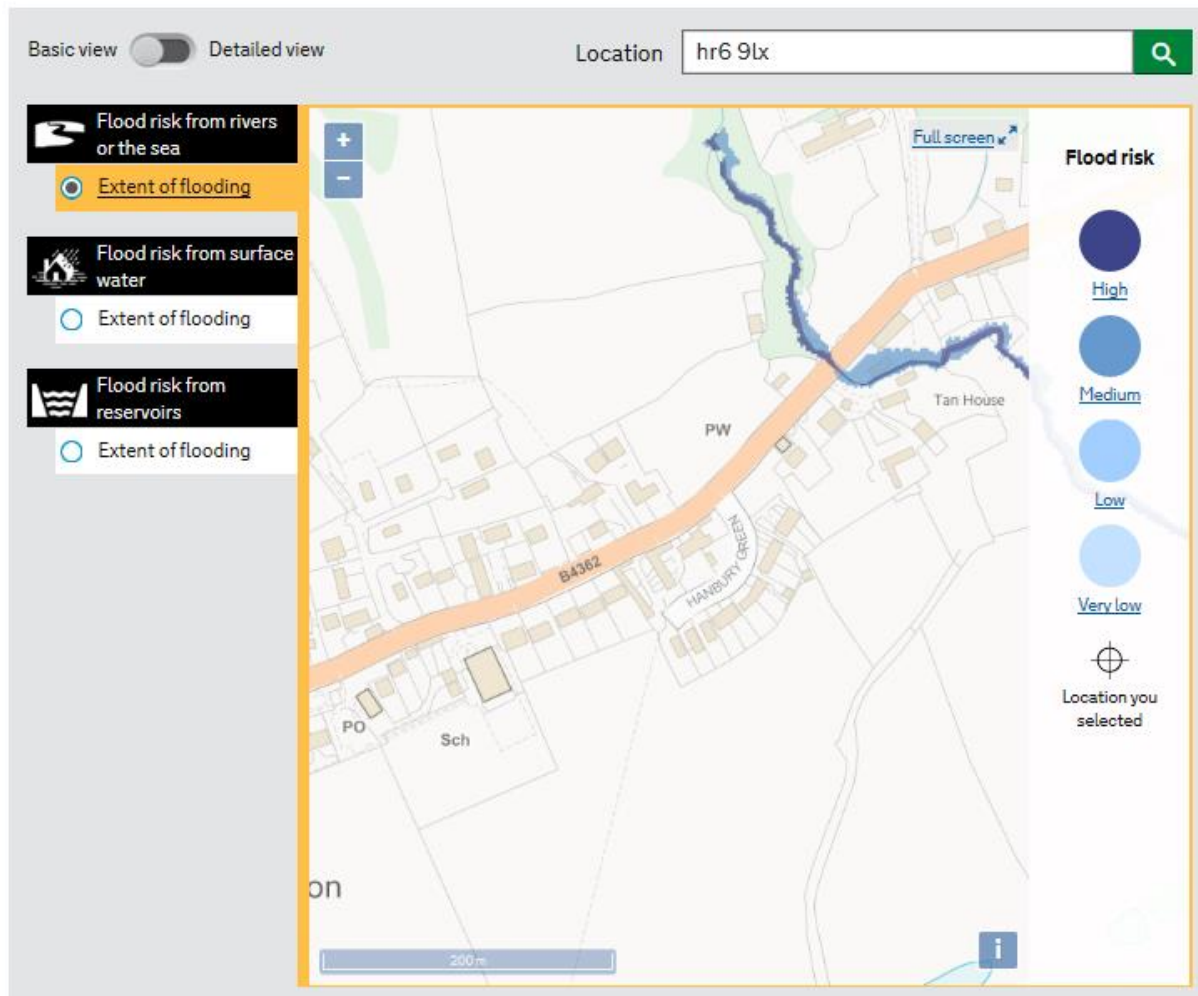 Basic view
Detailed view
Location
hr6 9lx
Flood risk from rivers
or the sea
Extent of flooding
Flood risk from surface
water
Extent of flooding
Flood risk from
reservoirs
Extent of flooding
+
−
Full screen
Tan House
PW
HANBURY GREEN
B4362
PO
Sch
on
200 m
i
Flood risk
High
Medium
Low
Very low
Location you
selected